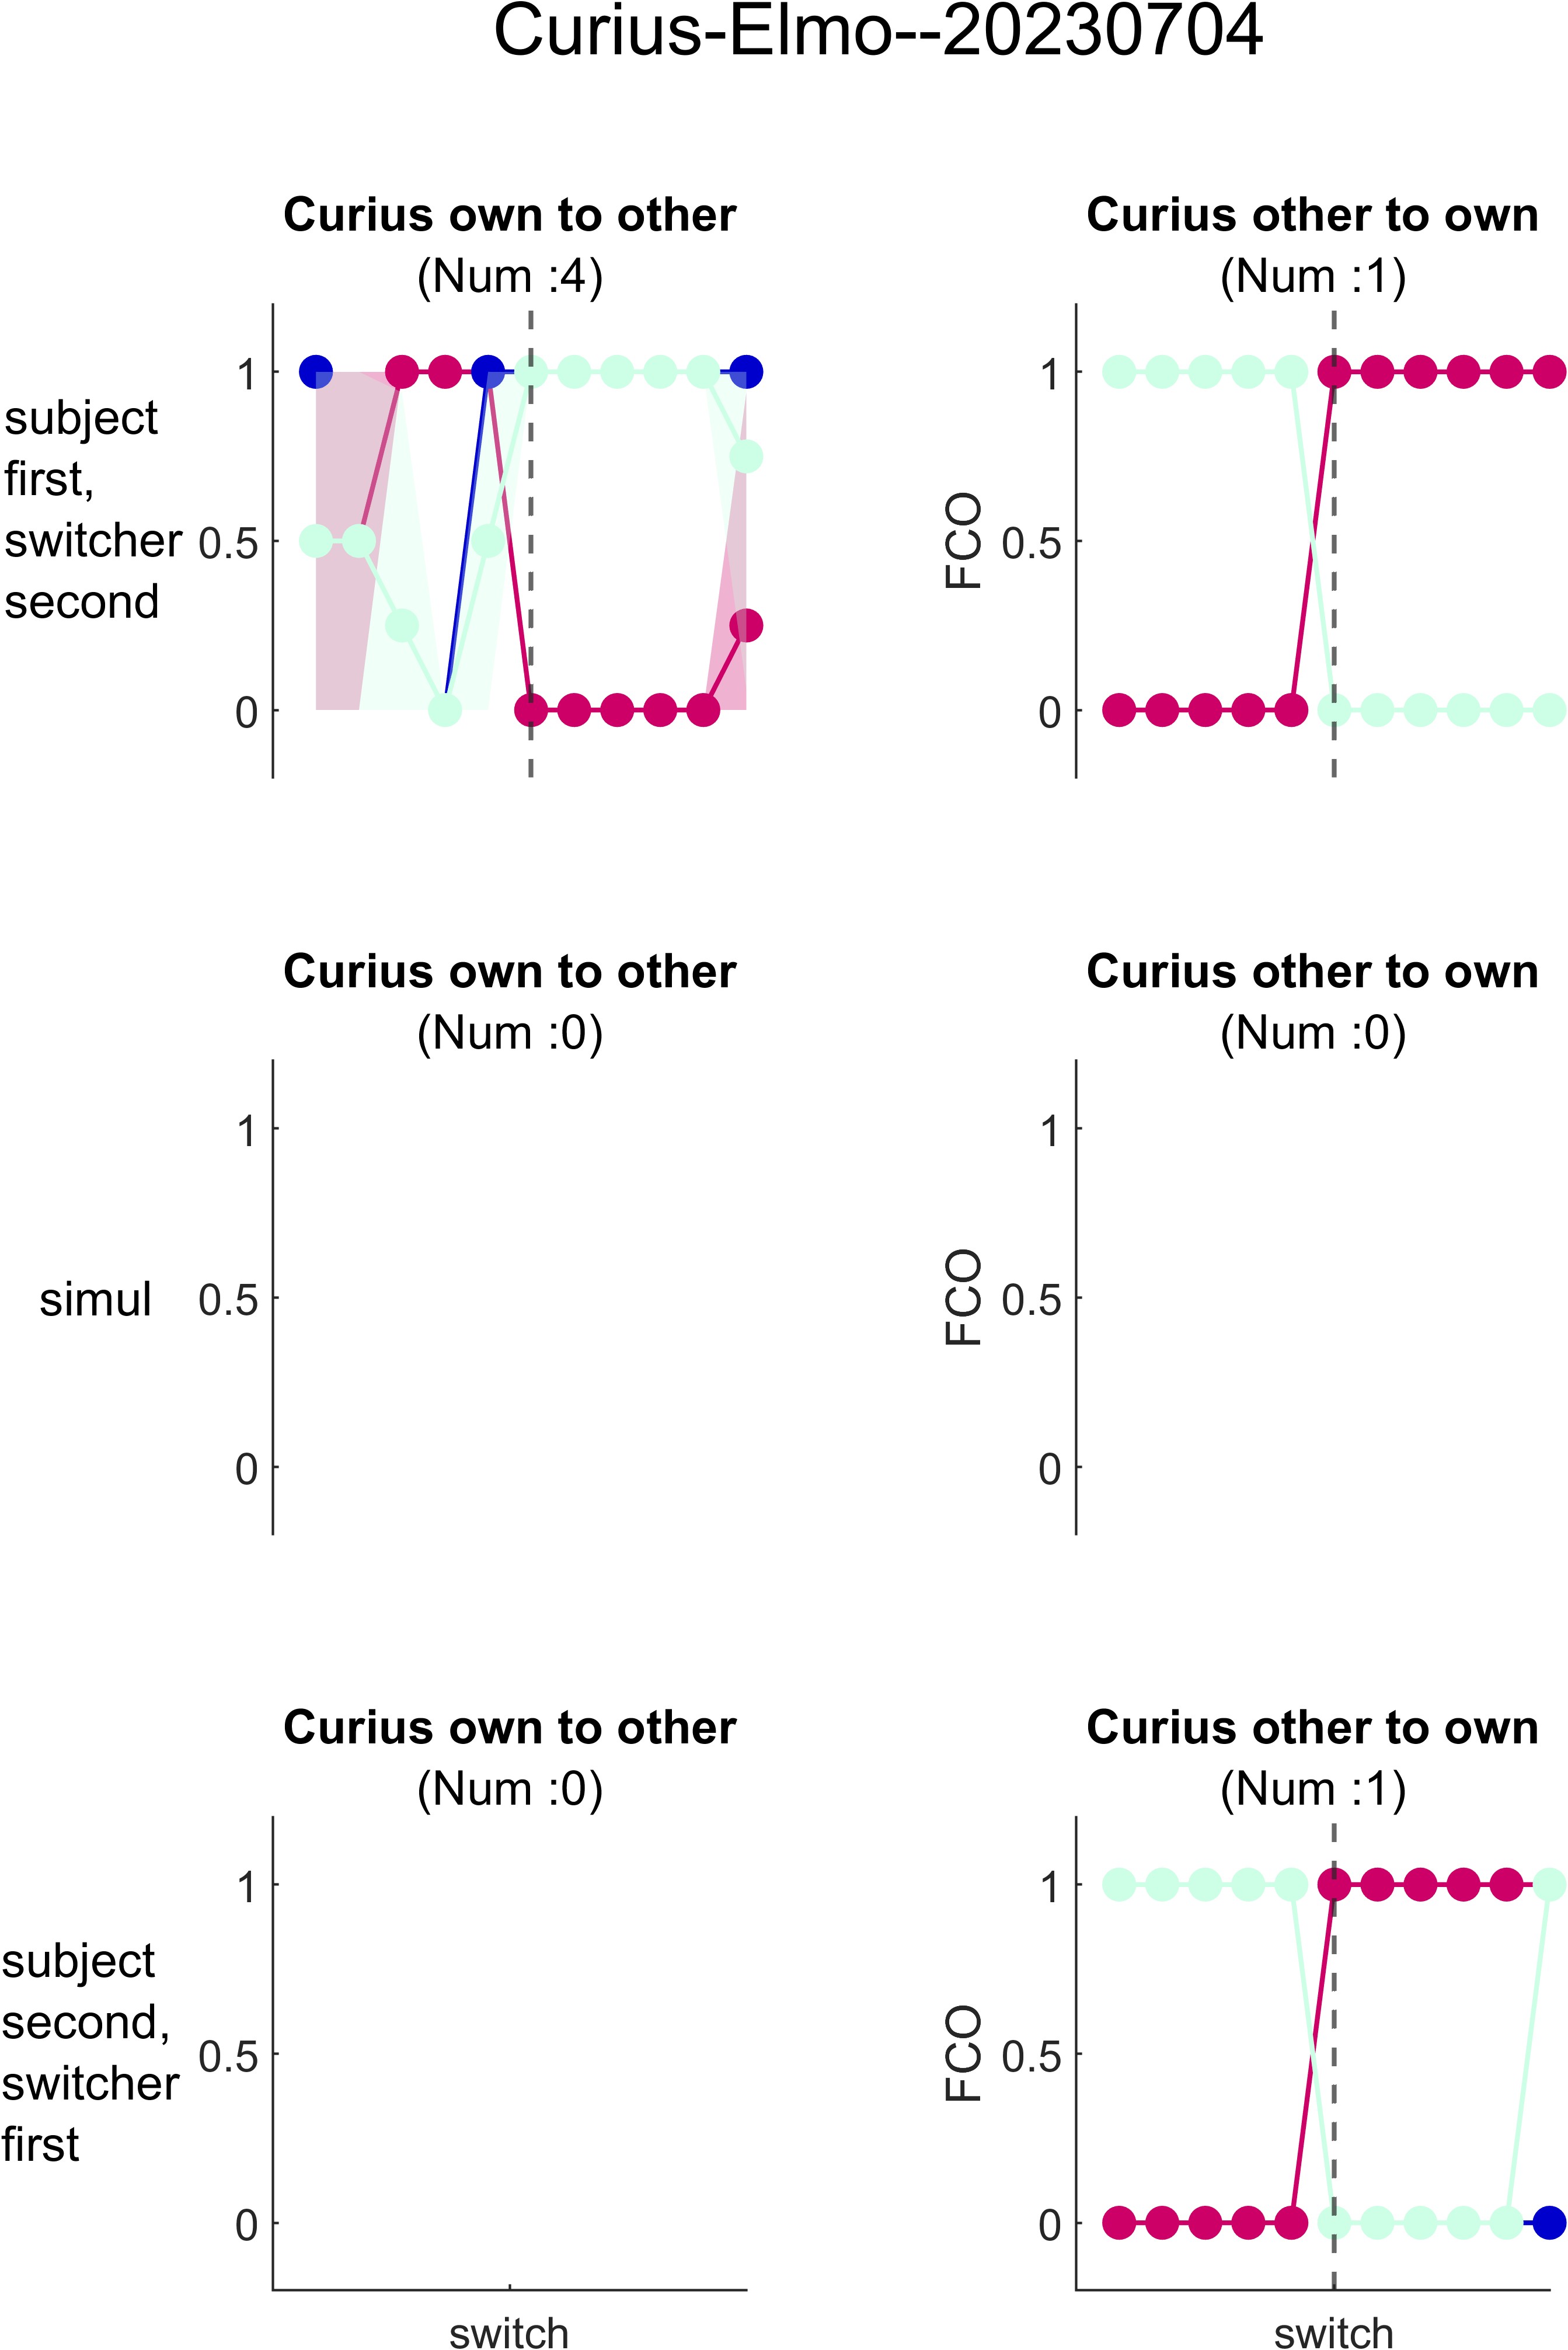 Curius-Elmo--20230704
Curius own to other
(Num :4)
Curius other to own
(Num :1)
subject
first,
switcher
second
1
0.5
0
FCO
1
0.5
0
Curius own to other
(Num :0)
Curius other to own
(Num :0)
simul
1
0.5
0
FCO
1
0.5
0
Curius own to other
(Num :0)
Curius other to own
(Num :1)
subject
second,
switcher
first
1
0.5
0
switch
FCO
1
0.5
0
switch